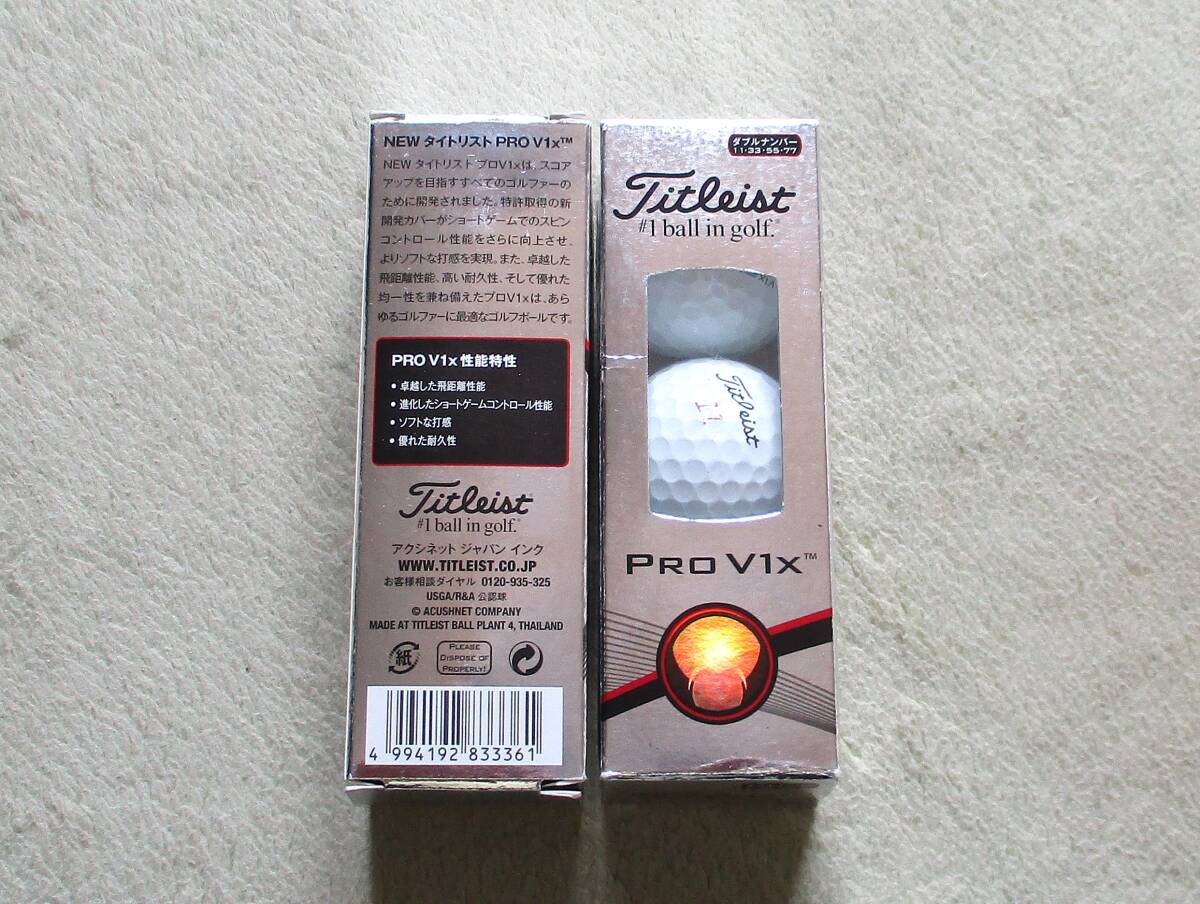 NEW タイトリスト PRO V1x™
NEW タイトリスト プロV1xは、スコア
アップを目指すすべてのゴルファーの
ために開発されました。特許取得の新
開発カバーがショートゲームでのスピン
コントロール性能をさらに向上させ、
よりソフトな打感を実現。また、卓越した
飛距離性能、高い耐久性、そして優れた
均一性を兼ね備えたプロV1xは、あら
ゆるゴルファーに最適なゴルフボールです。
PRO V1x 性能特性
• 卓越した飛距離性能
• 進化したショートゲームコントロール性能
• ソフトな打感
• 優れた耐久性
Titleist
#1 ball in golf.®
アクシネット ジャパン インク
WWW.TITLEIST.CO.JP
お客様相談ダイヤル 0120-935-325
USGA/R&A 公認球
© ACUSHNET COMPANY
MADE AT TITLEIST BALL PLANT 4, THAILAND
紙
PLEASE
DISPOSE OF
PROPERLY!
4 994192 833361
ダブルナンバー
11・33・55・77
Titleist
#1 ball in golf.®
Titleist
11
PRO V1x™